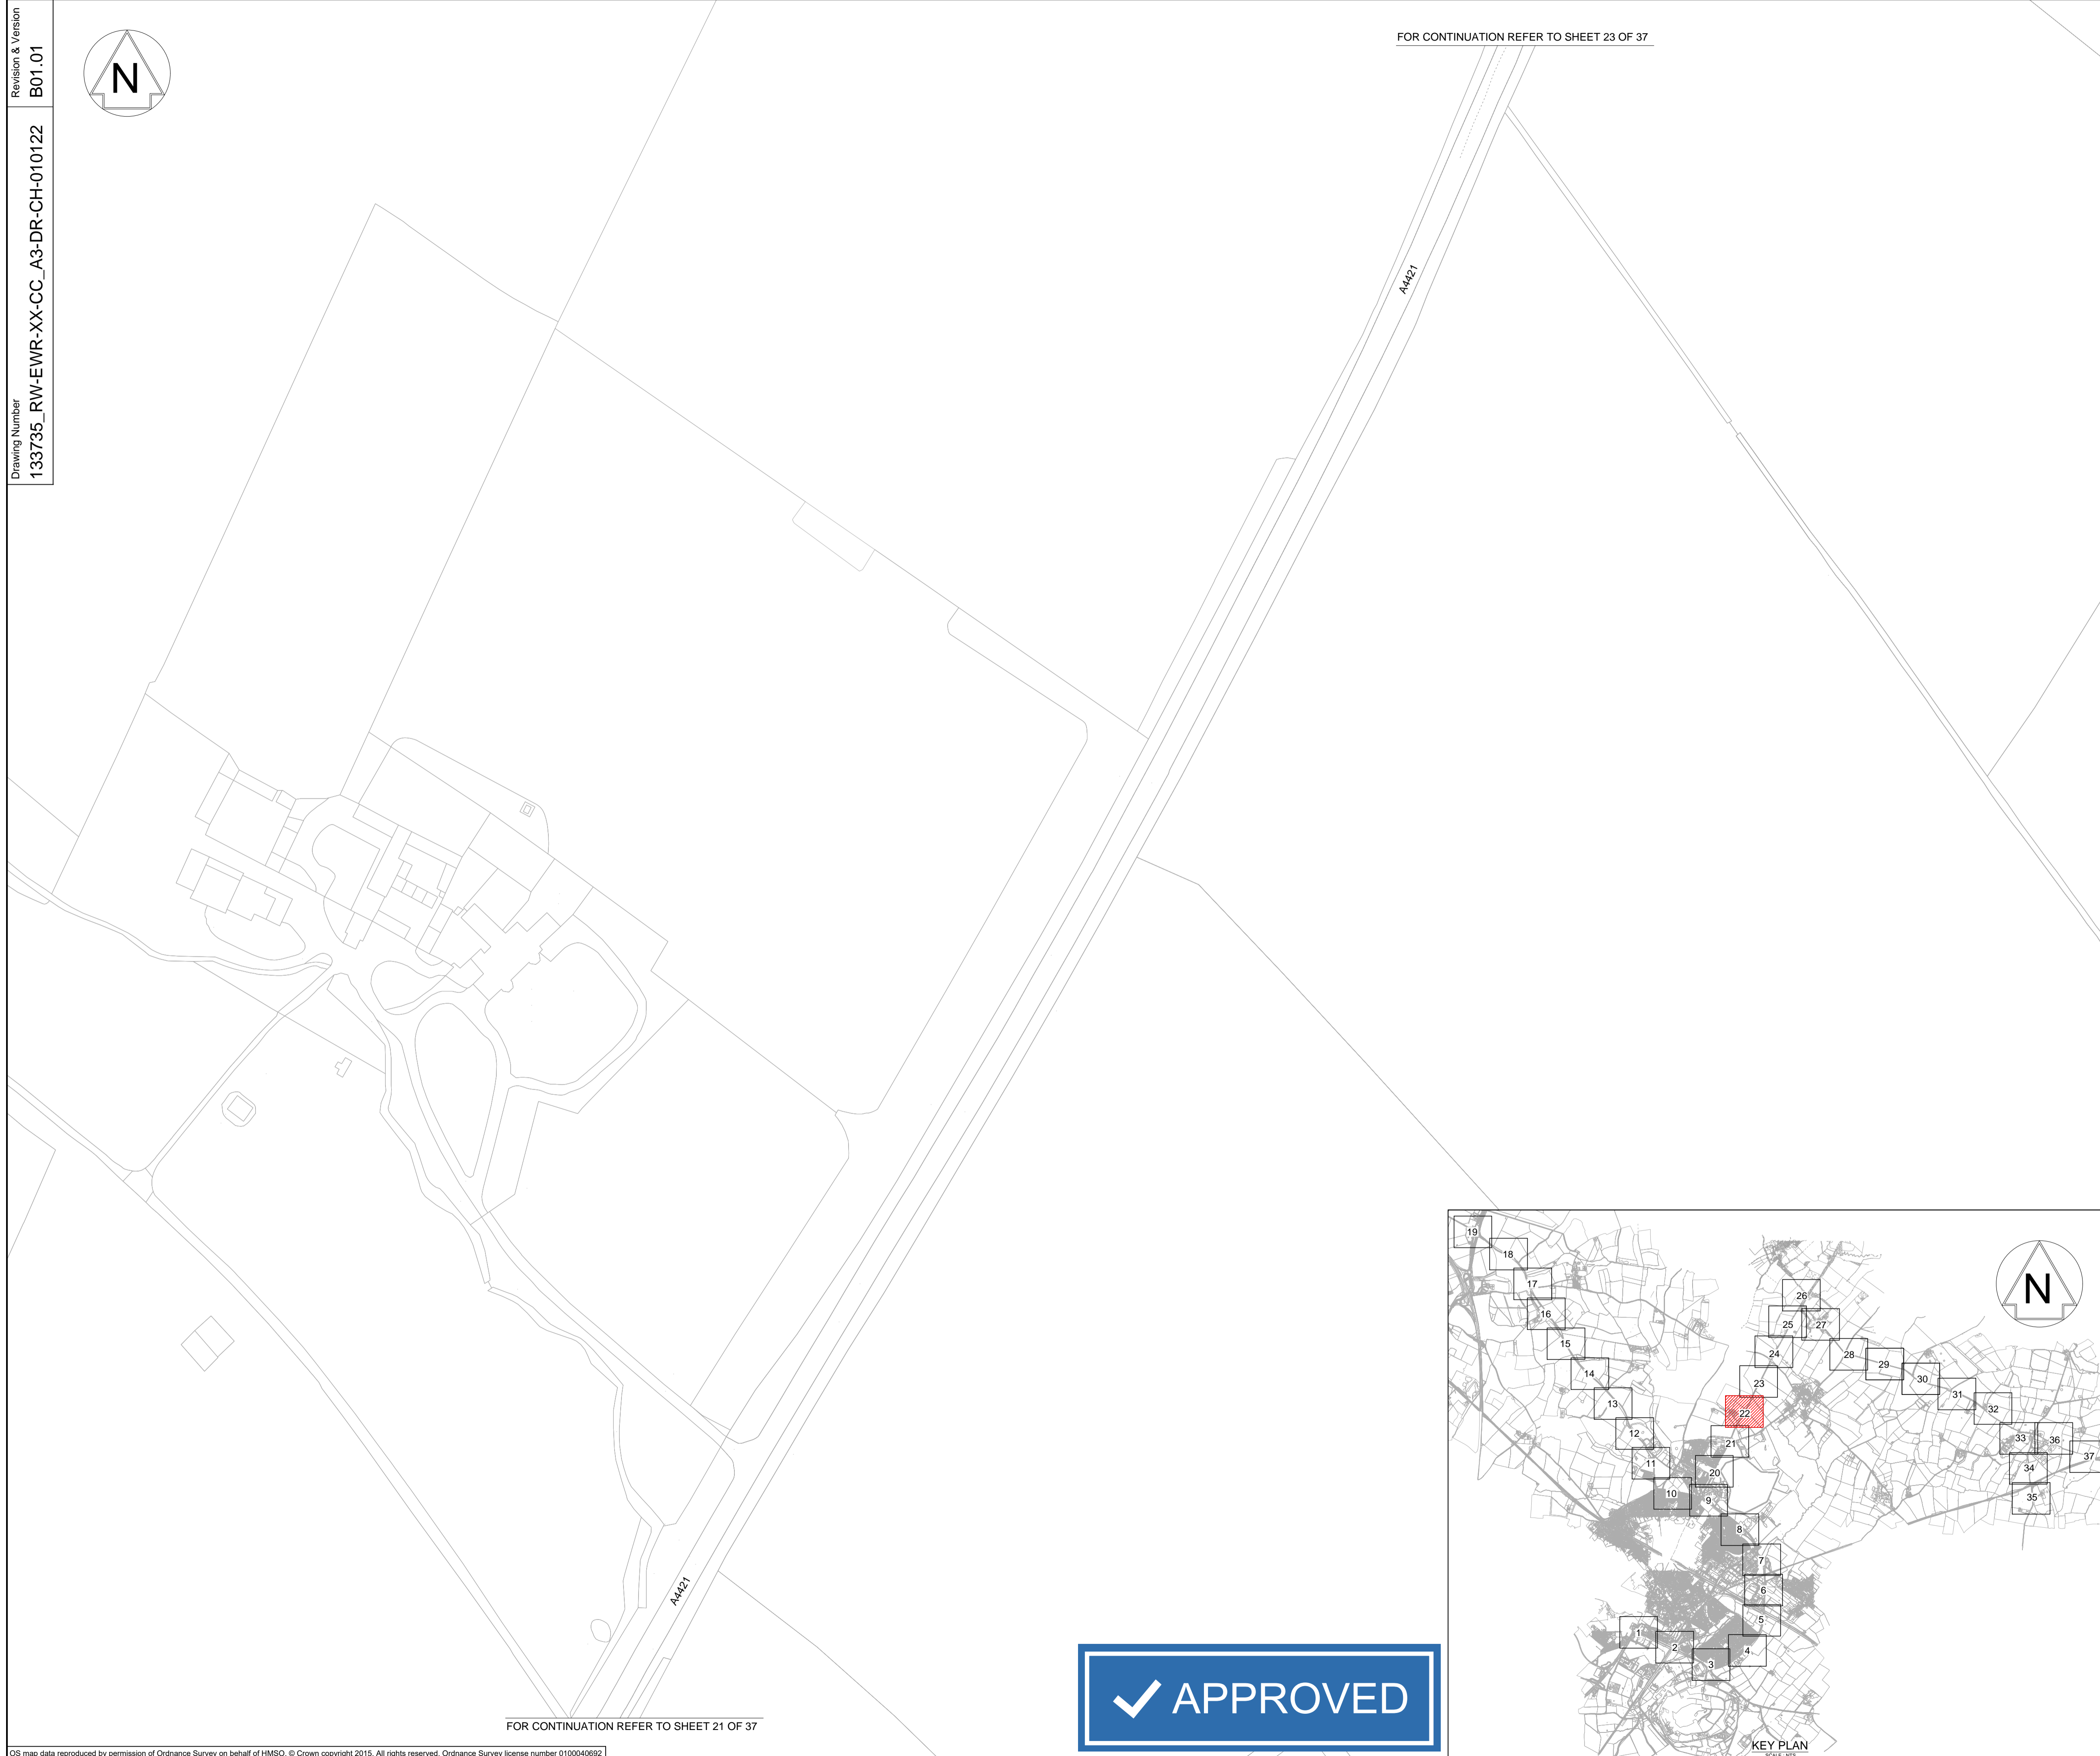 Revision & Version
B01.01
Drawing Number
133735_RW-EWR-XX-CC_A3-DR-CH-010122
N
FOR CONTINUATION REFER TO SHEET 23 OF 37
A4421
A4421
FOR CONTINUATION REFER TO SHEET 21 OF 37
APPROVED
19
18
17
16
15
14
13
12
11
10
9
8
7
6
5
4
3
2
1
20
21
22
23
24
25
26
27
28
29
30
31
32
33
36
37
34
35
N
KEY PLAN
SCALE : NTS
OS map data reproduced by permission of Ordnance Survey on behalf of HMSO. © Crown copyright 2015. All rights reserved. Ordnance Survey license number 0100040692